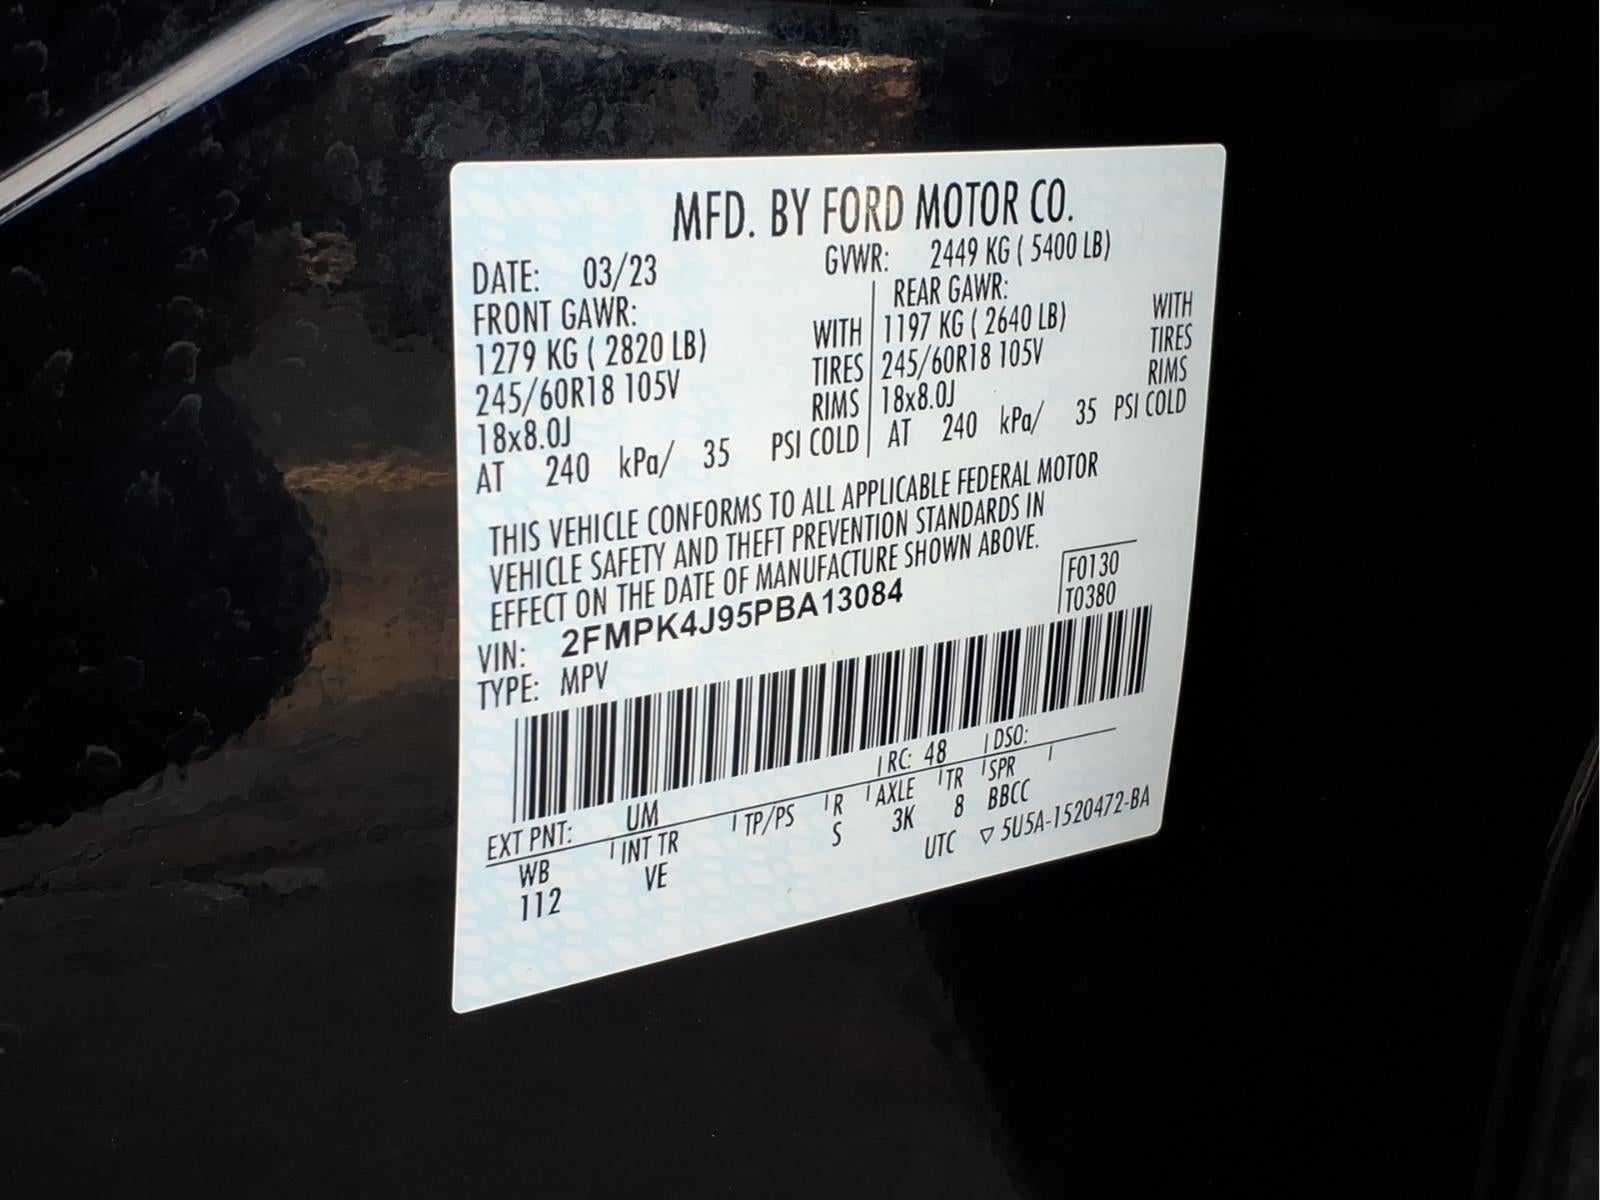 MFD. BY FORD MOTOR CO.
DATE: 03/23 GVWR: 2449 KG ( 5400 LB)
FRONT GAWR: REAR GAWR:
1279 KG ( 2820 LB) WITH 1197 KG ( 2640 LB) WITH
245/60R18 105V TIRES 245/60R18 105V TIRES
18x8.0J RIMS 18x8.0J RIMS
AT 240 kPa/ 35 PSI COLD AT 240 kPa/ 35 PSI COLD
THIS VEHICLE CONFORMS TO ALL APPLICABLE FEDERAL MOTOR
VEHICLE SAFETY AND THEFT PREVENTION STANDARDS IN
EFFECT ON THE DATE OF MANUFACTURE SHOWN ABOVE.
F0130
VIN: 2FMPK4J95PBA13084 T0380
TYPE: MPV
EXT PNT: UM RC: 48 DSO:
WB INT TR TP/PS R AXLE TR SPR
112 VE S 3K 8 BBCC
UTC ▽ 5U5A-1520472-BA